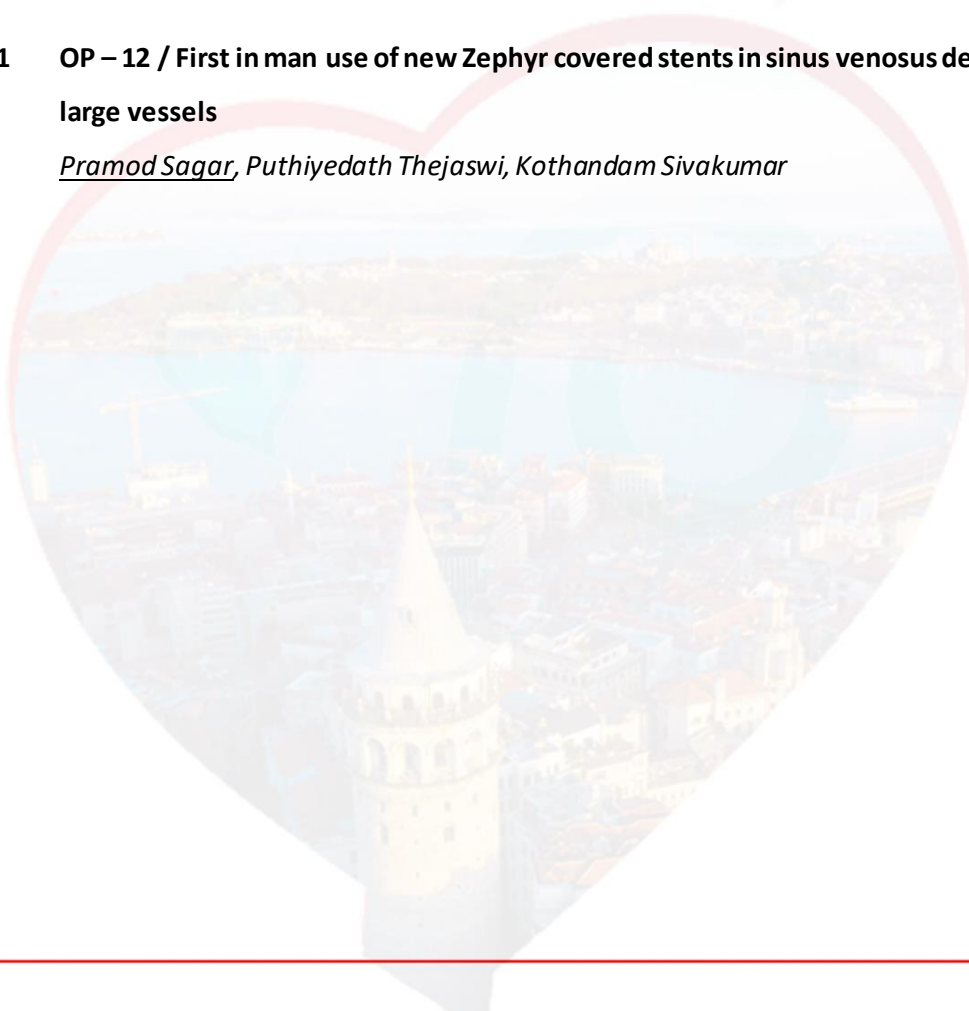 1 OP – 12 / First in man use of new Zephyr covered stents in sinus venosus de
large vessels
Pramod Sagar, Puthiyedath Thejaswi, Kothandam Sivakumar